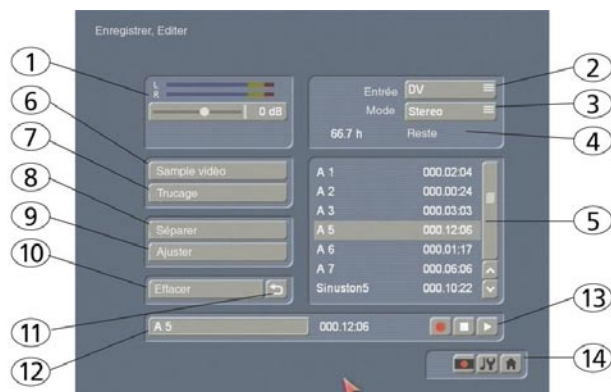 Enregistrer, Editer
1
L
R
0 dB
Entrée DV
2
Mode Stereo
3
66.7 h Reste
4
6
Sample vidéo
7
Trucage
8
Séparer
9
Ajuster
10
Effacer
11
A 1 000.02:04
A 2 000.00:24
A 3 000.03:03
A 5 000.12:06
A 6 000.01:17
A 7 000.06:06
Sinuston5 000.10:22
5
12
A 5 000.12:06
13
14